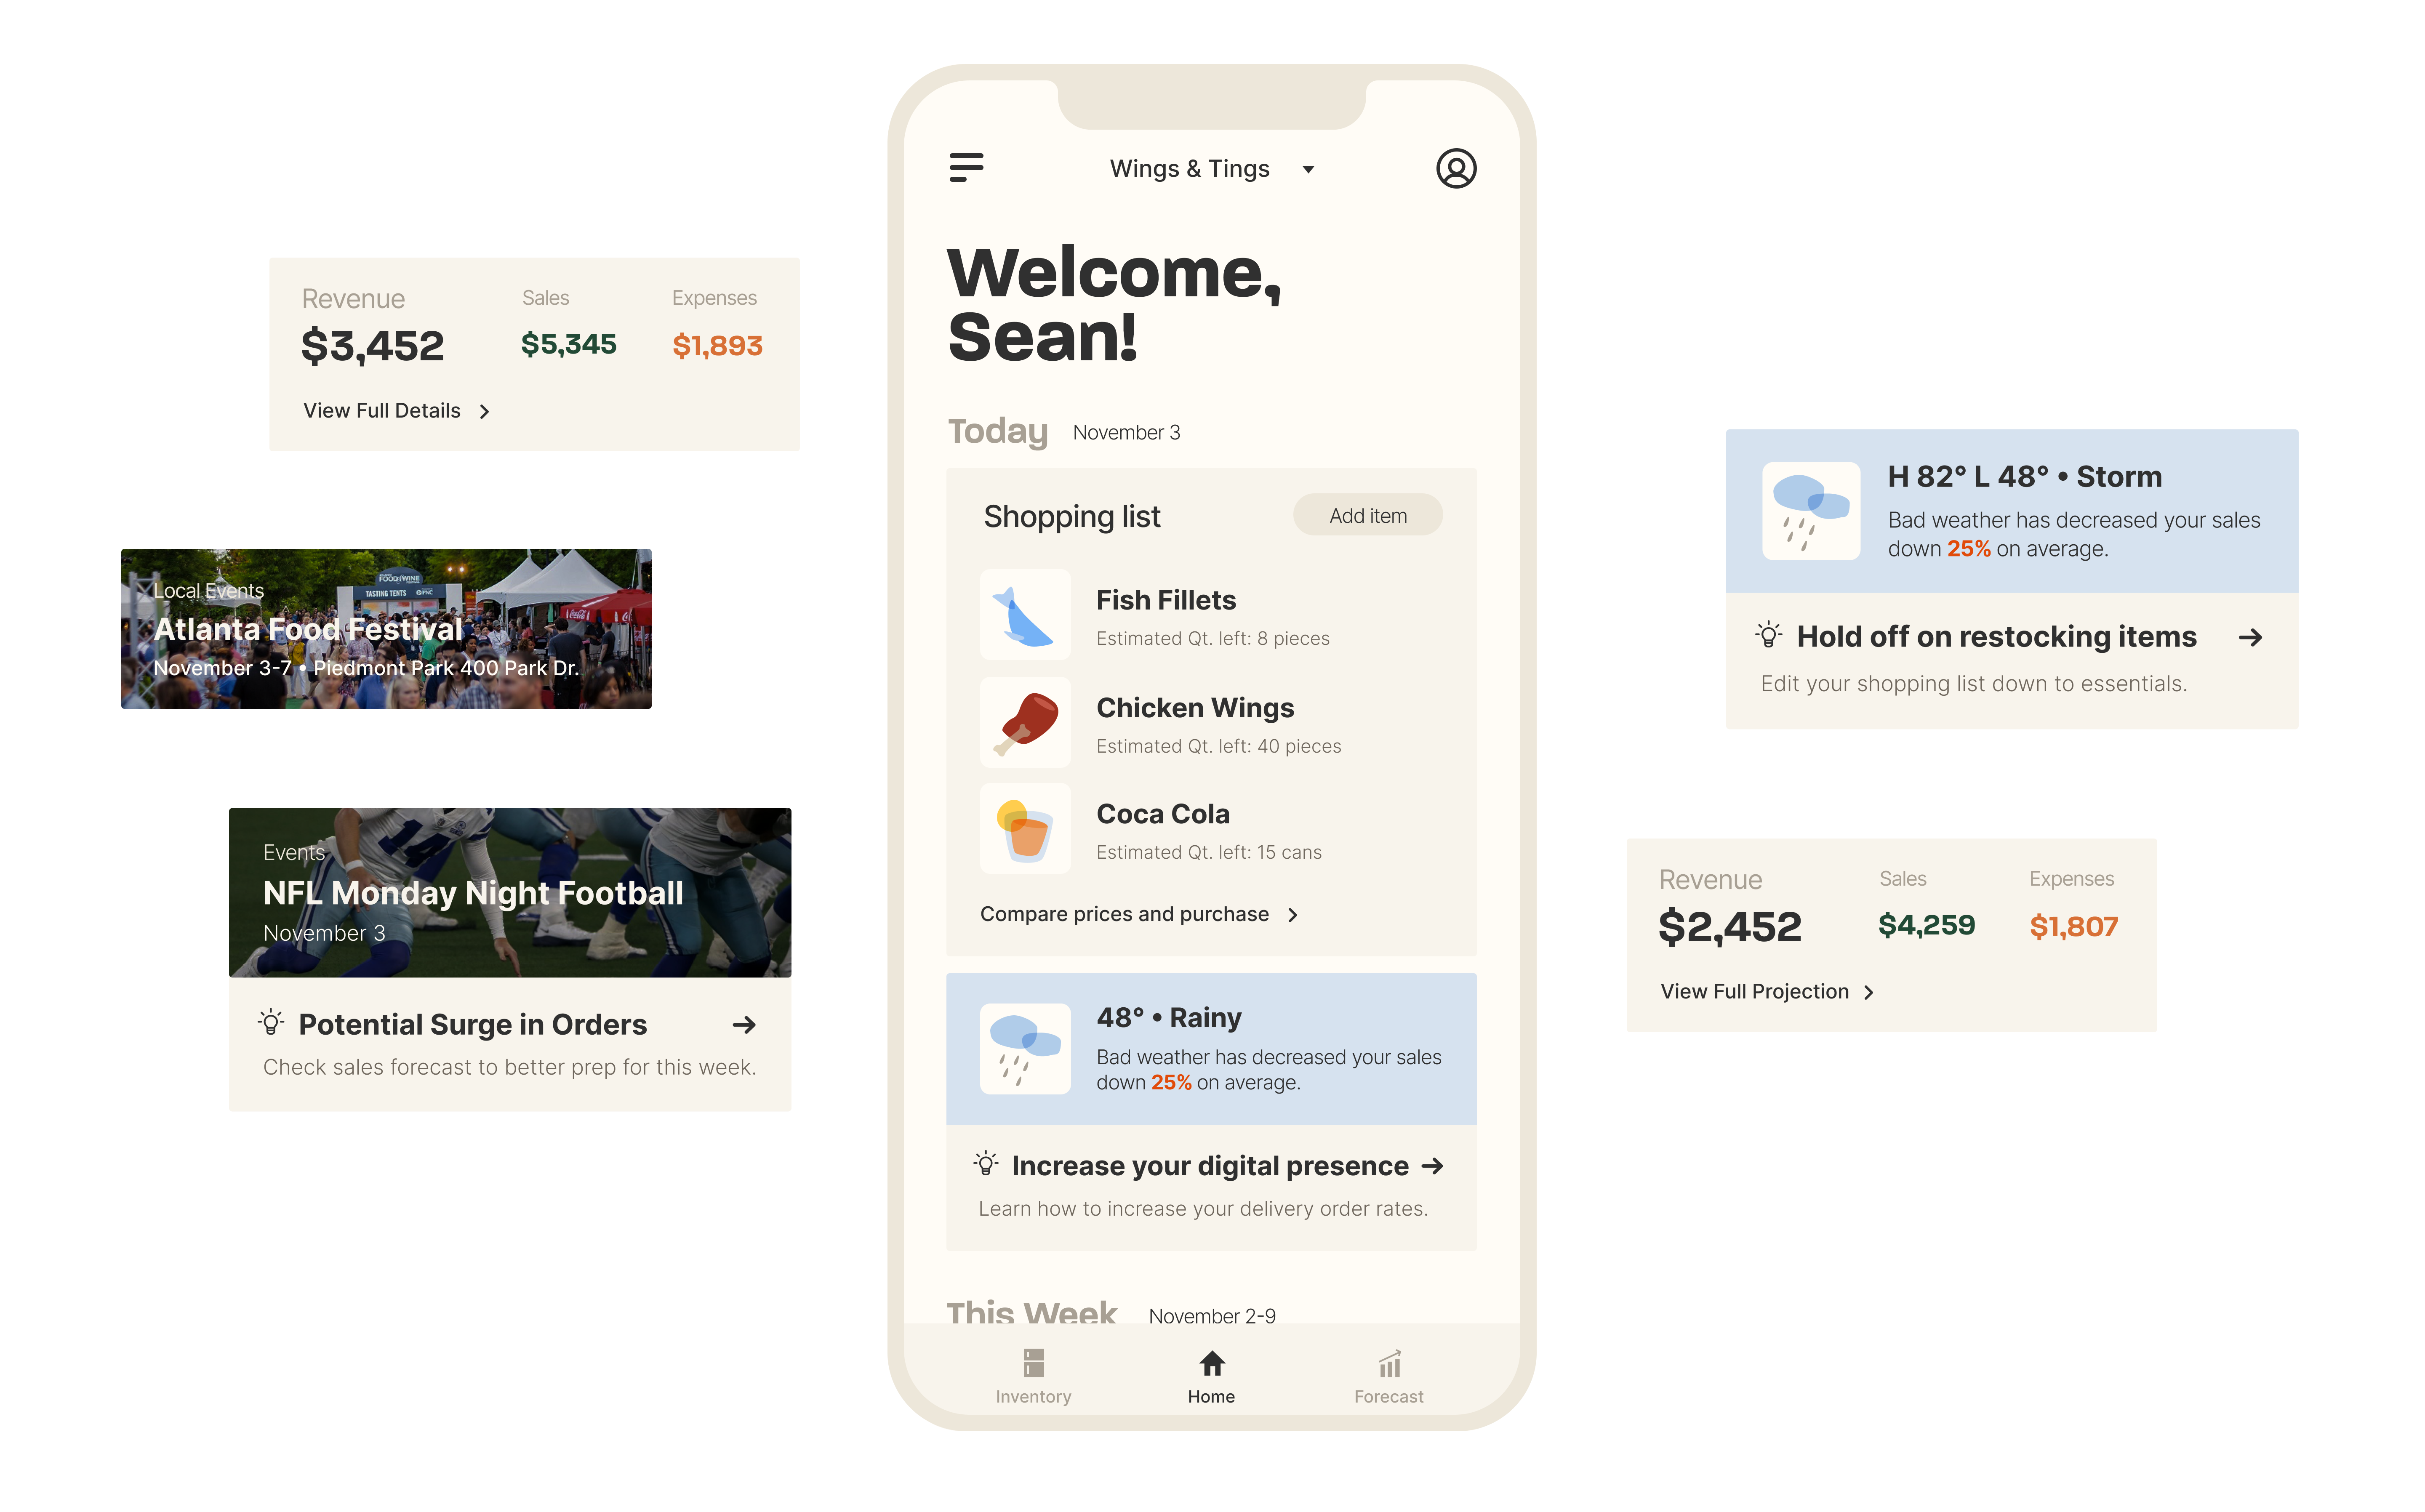 Revenue
Sales
Expenses
$3,452
$5,345
$1,893
View Full Details
FOOD WINE
TASTING TENTS
PNC
Coca-Cola
Local Events
Atlanta Food Festival
November 3-7 • Piedmont Park 400 Park Dr.
Events
NFL Monday Night Football
November 3
Potential Surge in Orders
Check sales forecast to better prep for this week.
Wings & Tings
Welcome,
Sean!
Today
November 3
Shopping list
Add item
Fish Fillets
Estimated Qt. left: 8 pieces
Chicken Wings
Estimated Qt. left: 40 pieces
Coca Cola
Estimated Qt. left: 15 cans
Compare prices and purchase
48° • Rainy
Bad weather has decreased your sales
down 25% on average.
Increase your digital presence
Learn how to increase your delivery order rates.
This Week
November 2-9
Inventory
Home
Forecast
H 82° L 48° • Storm
Bad weather has decreased your sales
down 25% on average.
Hold off on restocking items
Edit your shopping list down to essentials.
Revenue
Sales
Expenses
$2,452
$4,259
$1,807
View Full Projection